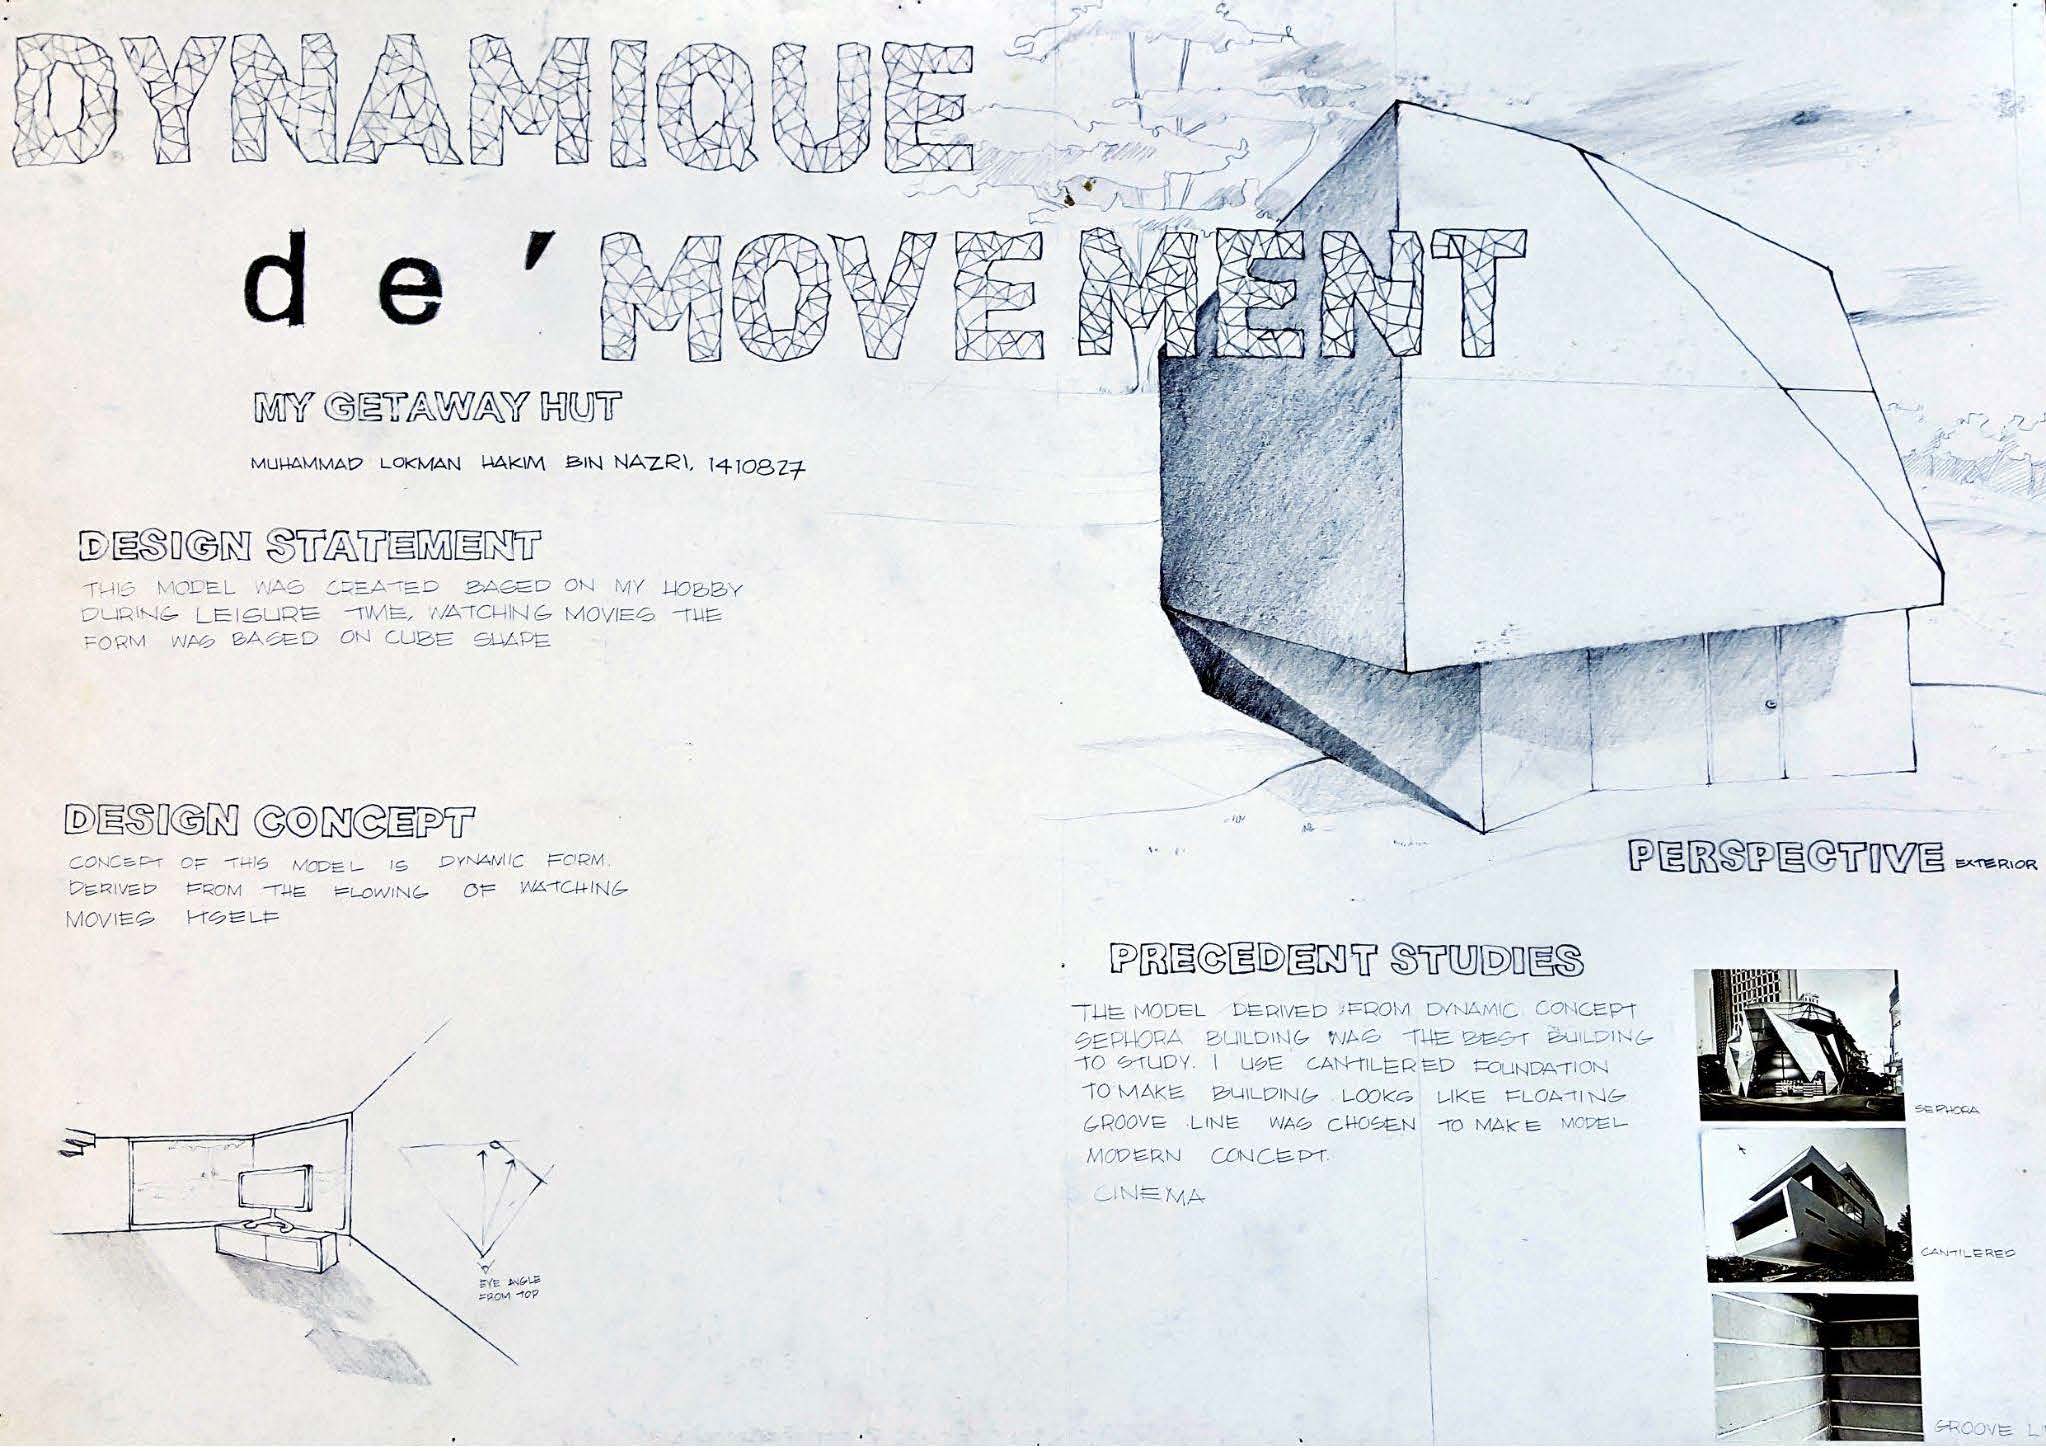 DYNAMIQUE
de' MOVEMENT
MY GETAWAY HUT
MUHAMMAD LOKMAN HAKIM BIN NAZRI, 1410827
DESIGN STATEMENT
THIS MODEL WAS CREATED BASED ON MY HOBBY
DURING LEISURE TIME, WATCHING MOVIES THE
FORM WAS BASED ON CUBE SHAPE
DESIGN CONCEPT
CONCEPT OF THIS MODEL IS DYNAMIC FORM.
DERIVED FROM THE FLOWING OF WATCHING
MOVIES ITSELF
EYE ANGLE
FROM TOP
PERSPECTIVE EXTERIOR
PRECEDENT STUDIES
THE MODEL DERIVED FROM DYNAMIC CONCEPT
SEPHORA BUILDING WAS THE BEST BUILDING
TO STUDY. I USE CANTILERED FOUNDATION
TO MAKE BUILDING LOOKS LIKE FLOATING
GROOVE LINE WAS CHOSEN TO MAKE MODEL
MODERN CONCEPT.
CINEMA
SEPHORA
CANTILERED
GROOVE LI